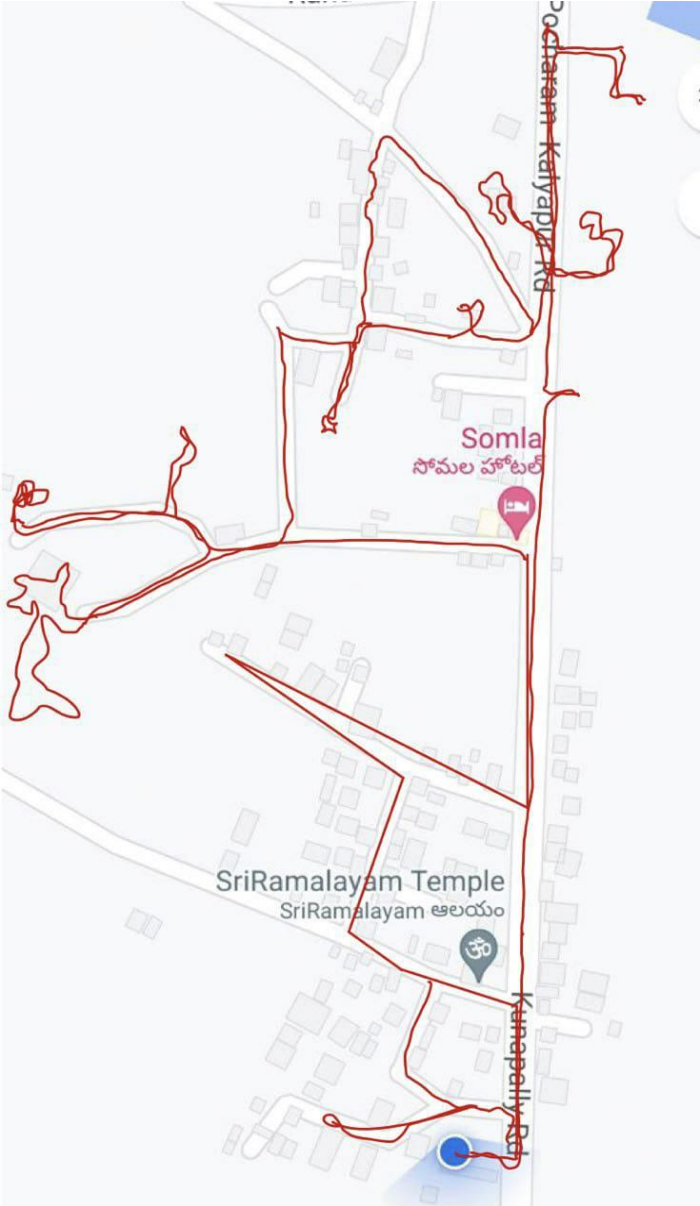 Pocharam Kalyapur Rd
Somla
సోమల హోటల్
SriRamalayam Temple
SriRamalayam ఆలయం
Kunapally Rd